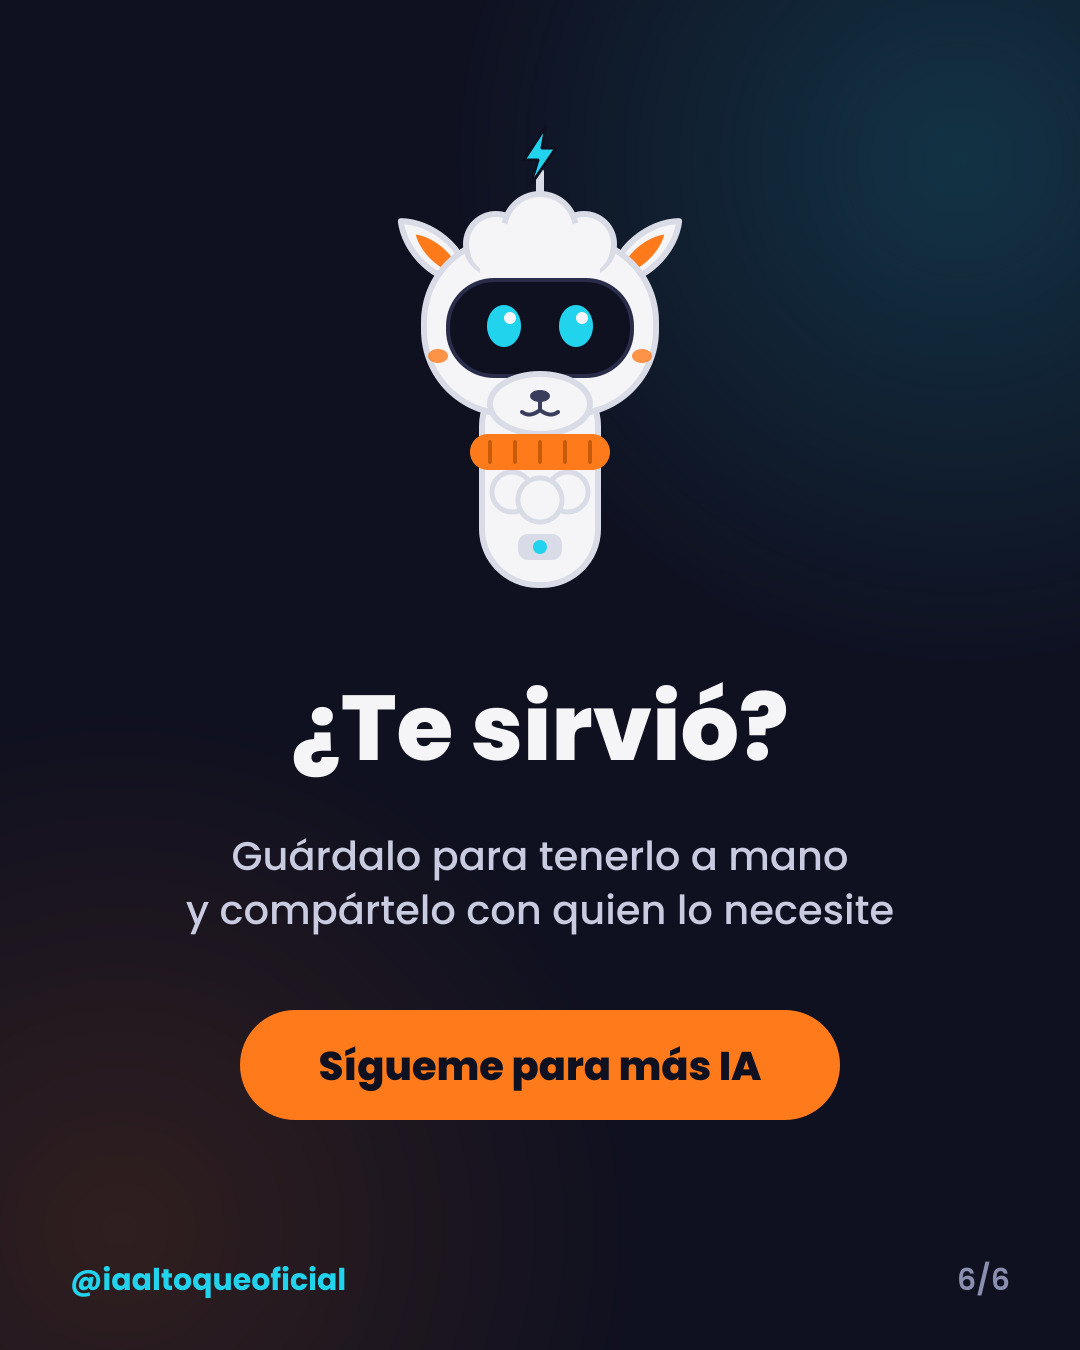 ¿Te sirvió?
Guárdalo para tenerlo a mano
y compártelo con quien lo necesite
Sígueme para más IA
@iaaltoqueoficial
6/6